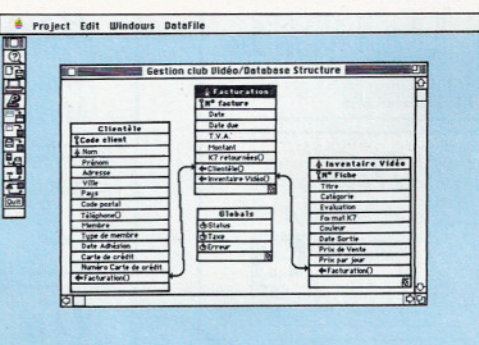 Project Edit Windows DataFile
Gestion club Vidéo/Database Structure
Facturation
N° facture
Date
Date due
T.V.A
Montant
K7 retournées()
Clientèle()
Inventaire Vidéo()
Clientèle
Code client
Nom
Prénom
Adresse
Ville
Pays
Code postal
Téléphone()
Membre
Type de membre
Date Adhésion
Carte de crédit
Numéro Carte de crédit
Facturation()
Globals
Status
Taxe
Erreur
Inventaire Vidéo
N° Fiche
Titre
Catégorie
Evaluation
Format K7
Couleur
Date Sortie
Prix de Vente
Prix par jour
Facturation()
Quit